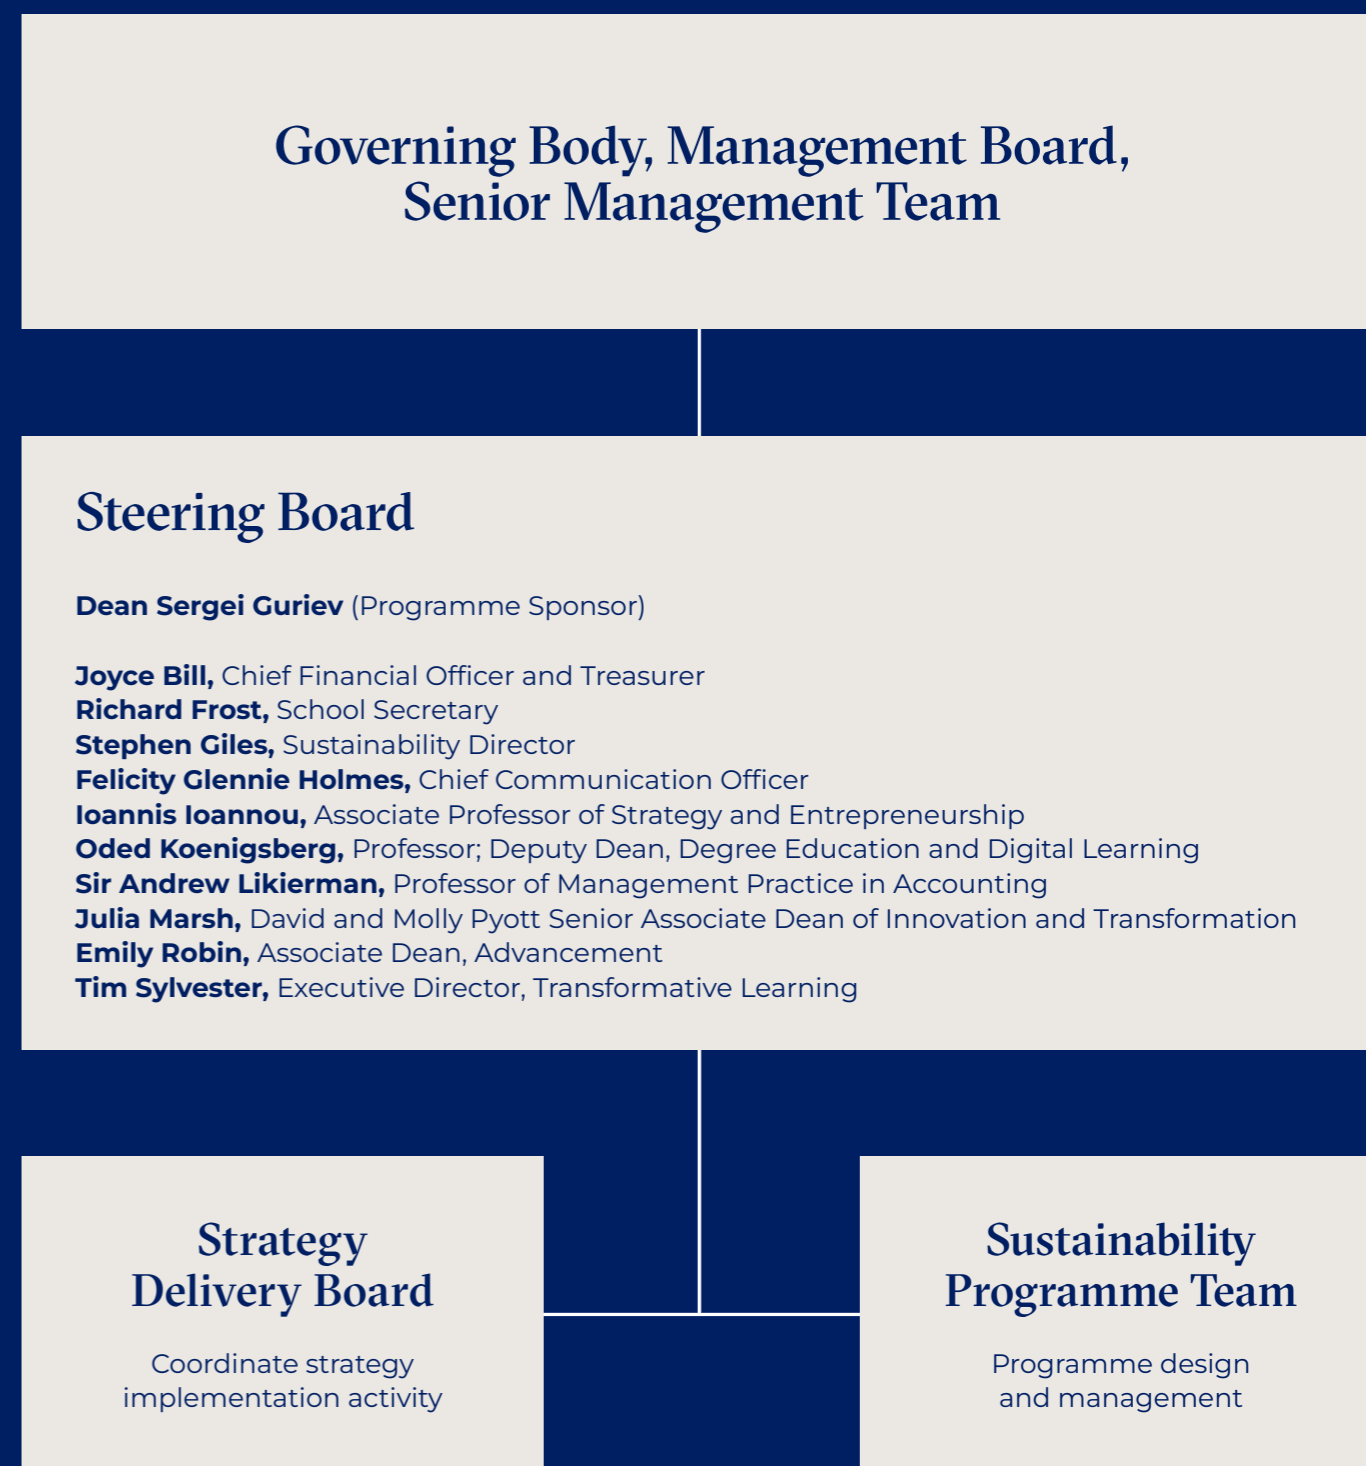 Governing Body, Management Board,
Senior Management Team
Steering Board
Dean Sergei Guriev (Programme Sponsor)
Joyce Bill, Chief Financial Officer and Treasurer
Richard Frost, School Secretary
Stephen Giles, Sustainability Director
Felicity Glennie Holmes, Chief Communication Officer
Ioannis Ioannou, Associate Professor of Strategy and Entrepreneurship
Oded Koenigsberg, Professor; Deputy Dean, Degree Education and Digital Learning
Sir Andrew Likierman, Professor of Management Practice in Accounting
Julia Marsh, David and Molly Pyott Senior Associate Dean of Innovation and Transformation
Emily Robin, Associate Dean, Advancement
Tim Sylvester, Executive Director, Transformative Learning
Strategy
Delivery Board
Coordinate strategy
implementation activity
Sustainability
Programme Team
Programme design
and management